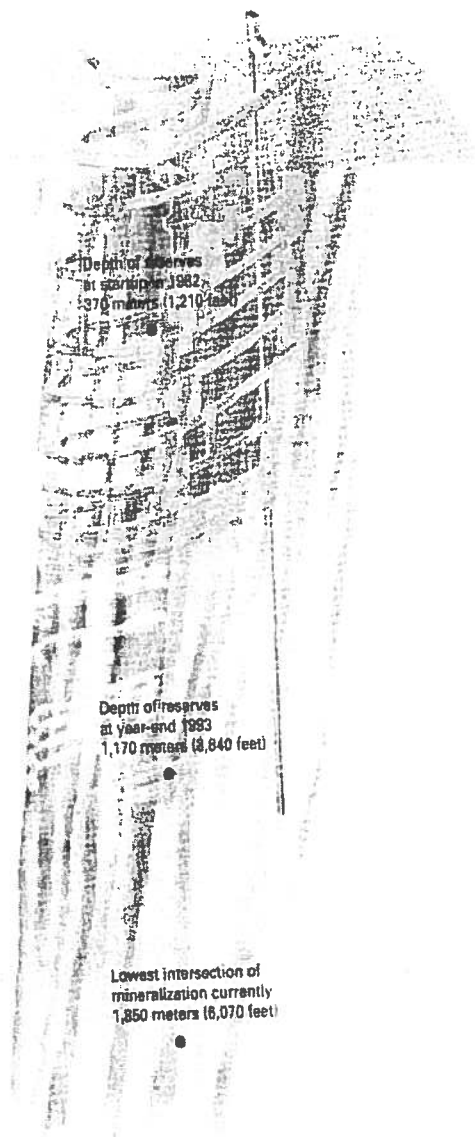 Depth of reserves
at startup in 1982
370 meters (1,210 feet)
Depth of reserves
at year-end 1993
1,170 meters (3,840 feet)
Lowest intersection of
mineralization currently
1,850 meters (6,070 feet)